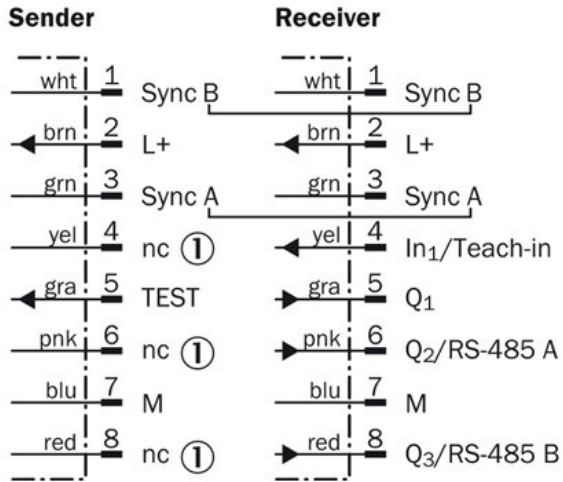 Sender Receiver
wht 1 Sync B wht 1 Sync B
brn 2 L+ brn 2 L+
grn 3 Sync A grn 3 Sync A
yel 4 nc ① yel 4 In₁/Teach-in
gra 5 TEST gra 5 Q₁
pnk 6 nc ① pnk 6 Q₂/RS-485 A
blu 7 M blu 7 M
red 8 nc ① red 8 Q₃/RS-485 B